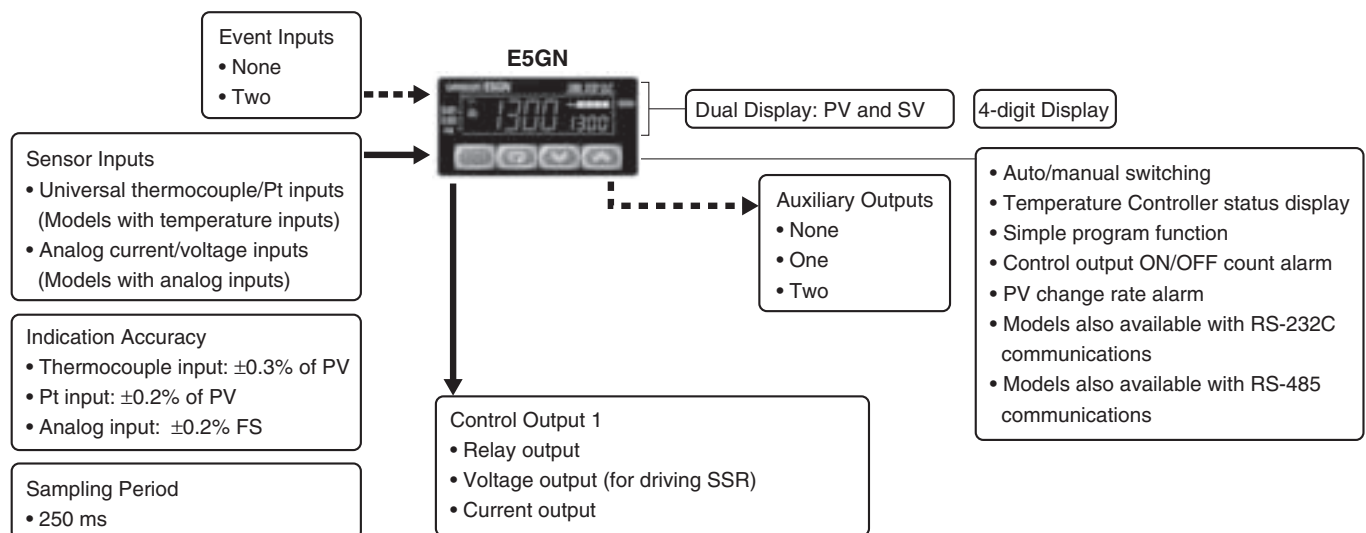 Event Inputs
• None
• Two
E5GN
1300
1300
Dual Display: PV and SV
4-digit Display
Sensor Inputs
• Universal thermocouple/Pt inputs
(Models with temperature inputs)
• Analog current/voltage inputs
(Models with analog inputs)
Auxiliary Outputs
• None
• One
• Two
• Auto/manual switching
• Temperature Controller status display
• Simple program function
• Control output ON/OFF count alarm
• PV change rate alarm
• Models also available with RS-232C
communications
• Models also available with RS-485
communications
Indication Accuracy
• Thermocouple input: ±0.3% of PV
• Pt input: ±0.2% of PV
• Analog input: ±0.2% FS
Control Output 1
• Relay output
• Voltage output (for driving SSR)
• Current output
Sampling Period
• 250 ms